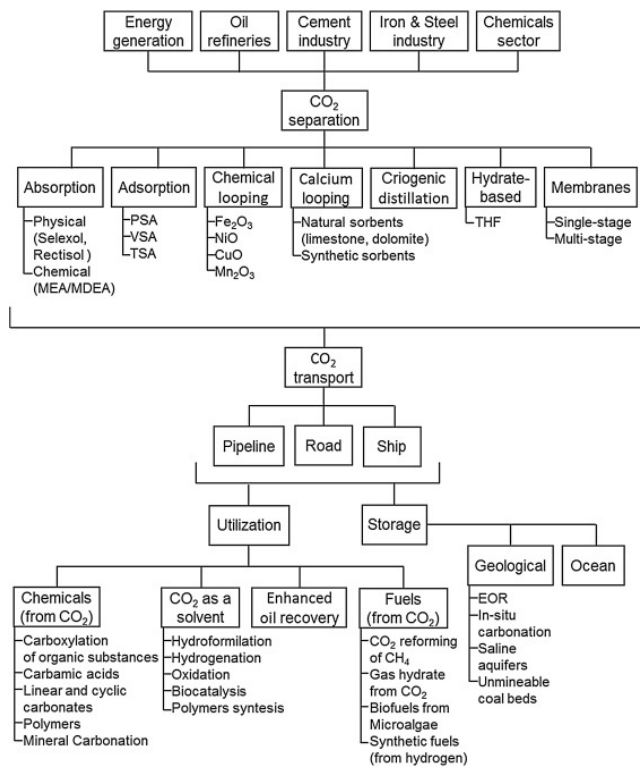 Energy
generation
Oil
refineries
Cement
industry
Iron & Steel
industry
Chemicals
sector
CO₂
separation
Absorption
Physical
(Selexol,
Rectisol)
Chemical
(MEA/MDEA)
Adsorption
PSA
VSA
TSA
Chemical
looping
Fe₂O₃
NiO
CuO
Mn₂O₃
Calcium
looping
Natural sorbents
(limestone, dolomite)
Synthetic sorbents
Criogenic
distillation
Hydrate-
based
THF
Membranes
Single-stage
Multi-stage
CO₂
transport
Pipeline
Road
Ship
Utilization
Storage
Geological
EOR
In-situ
carbonation
Saline
aquifers
Unmineable
coal beds
Ocean
Chemicals
(from CO₂)
Carboxylation
of organic substances
Carbamic acids
Linear and cyclic
carbonates
Polymers
Mineral Carbonation
CO₂ as a
solvent
Hydroformilation
Hydrogenation
Oxidation
Biocatalysis
Polymers syntesis
Enhanced
oil recovery
Fuels
(from CO₂)
CO₂ reforming
of CH₄
Gas hydrate
from CO₂
Biofuels from
Microalgae
Synthetic fuels
(from hydrogen)